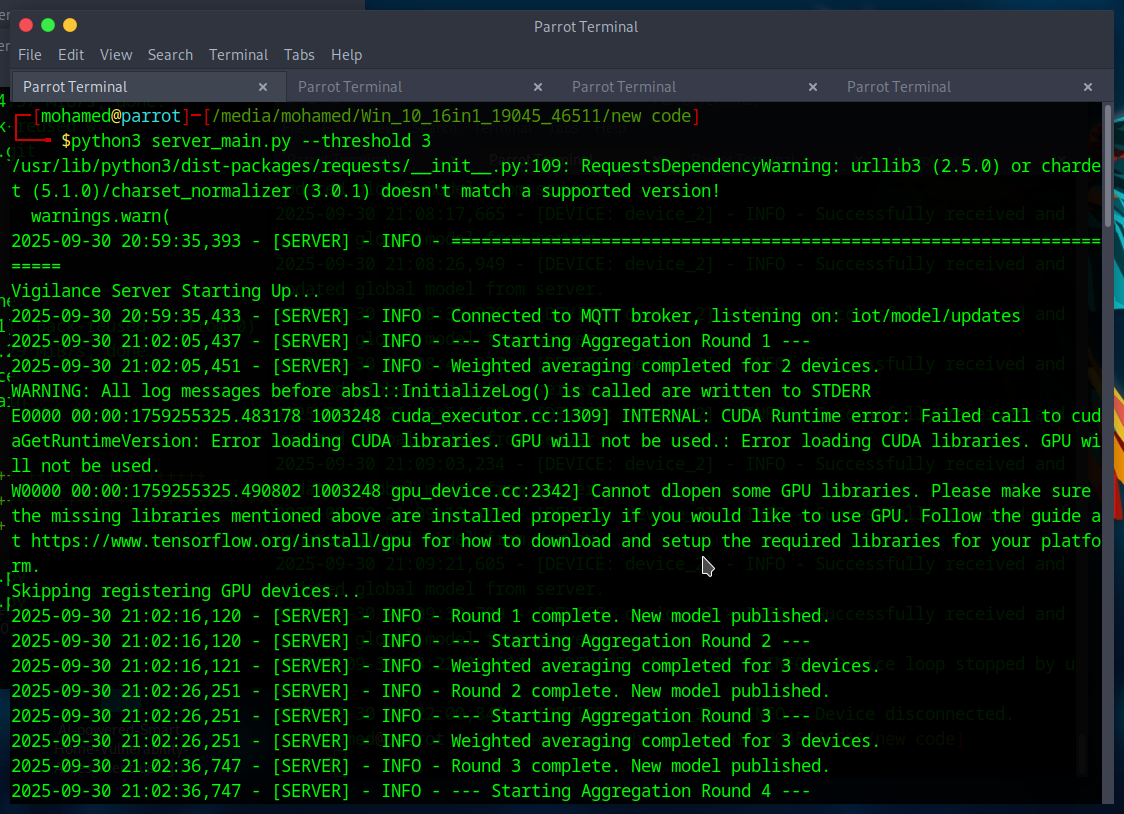 Parrot Terminal
File Edit View Search Terminal Tabs Help
Parrot Terminal × Parrot Terminal × Parrot Terminal × Parrot Terminal ×
[mohamed@parrot]─[/media/mohamed/Win_10_16in1_19045_46511/new code]
$python3 server_main.py --threshold 3
/usr/lib/python3/dist-packages/requests/__init__.py:109: RequestsDependencyWarning: urllib3 (2.5.0) or charde
t (5.1.0)/charset_normalizer (3.0.1) doesn't match a supported version!
warnings.warn(
2025-09-30 20:59:35,393 - [SERVER] - INFO - =================================================================
=====
Vigilance Server Starting Up...
2025-09-30 20:59:35,433 - [SERVER] - INFO - Connected to MQTT broker, listening on: iot/model/updates
2025-09-30 21:02:05,437 - [SERVER] - INFO - --- Starting Aggregation Round 1 ---
2025-09-30 21:02:05,451 - [SERVER] - INFO - Weighted averaging completed for 2 devices.
WARNING: All log messages before absl::InitializeLog() is called are written to STDERR
E0000 00:00:1759255325.483178 1003248 cuda_executor.cc:1309] INTERNAL: CUDA Runtime error: Failed call to cud
aGetRuntimeVersion: Error loading CUDA libraries. GPU will not be used.: Error loading CUDA libraries. GPU wi
ll not be used.
W0000 00:00:1759255325.490802 1003248 gpu_device.cc:2342] Cannot dlopen some GPU libraries. Please make sure
the missing libraries mentioned above are installed properly if you would like to use GPU. Follow the guide a
t https://www.tensorflow.org/install/gpu for how to download and setup the required libraries for your platfo
rm.
Skipping registering GPU devices...
2025-09-30 21:02:16,120 - [SERVER] - INFO - Round 1 complete. New model published.
2025-09-30 21:02:16,120 - [SERVER] - INFO - --- Starting Aggregation Round 2 ---
2025-09-30 21:02:16,121 - [SERVER] - INFO - Weighted averaging completed for 3 devices.
2025-09-30 21:02:26,251 - [SERVER] - INFO - Round 2 complete. New model published.
2025-09-30 21:02:26,251 - [SERVER] - INFO - --- Starting Aggregation Round 3 ---
2025-09-30 21:02:26,251 - [SERVER] - INFO - Weighted averaging completed for 3 devices.
2025-09-30 21:02:36,747 - [SERVER] - INFO - Round 3 complete. New model published.
2025-09-30 21:02:36,747 - [SERVER] - INFO - --- Starting Aggregation Round 4 ---